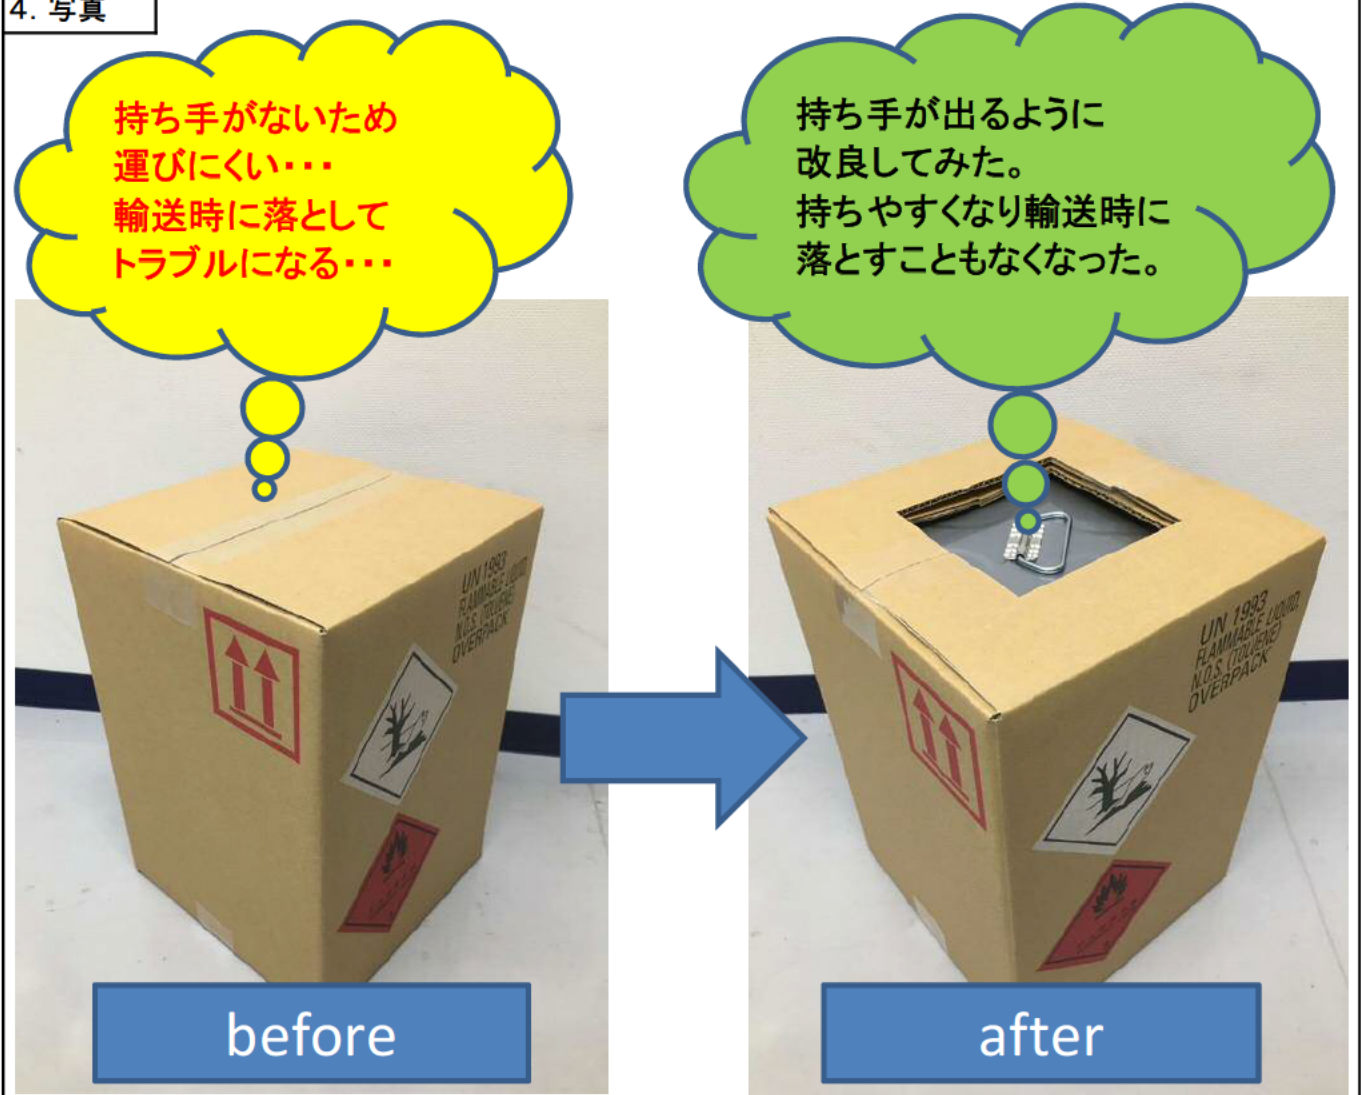 4. 写真
持ち手がないため
運びにくい・・・
輸送時に落として
トラブルになる・・・
持ち手が出るように
改良してみた。
持ちやすくなり輸送時に
落とすこともなくなった。
UN 1993
FLAMMABLE LIQUID,
N.O.S. (TOLUENE)
OVERPACK
UN 1993
FLAMMABLE LIQUID,
N.O.S. (TOLUENE)
OVERPACK
before
after